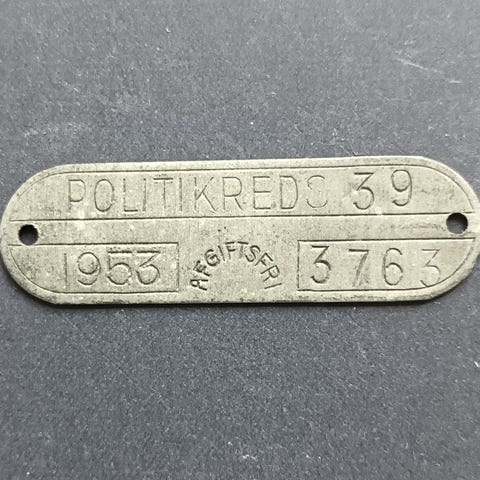 POLITIKREDS 39
1953 AFGIFTSFRI 3763